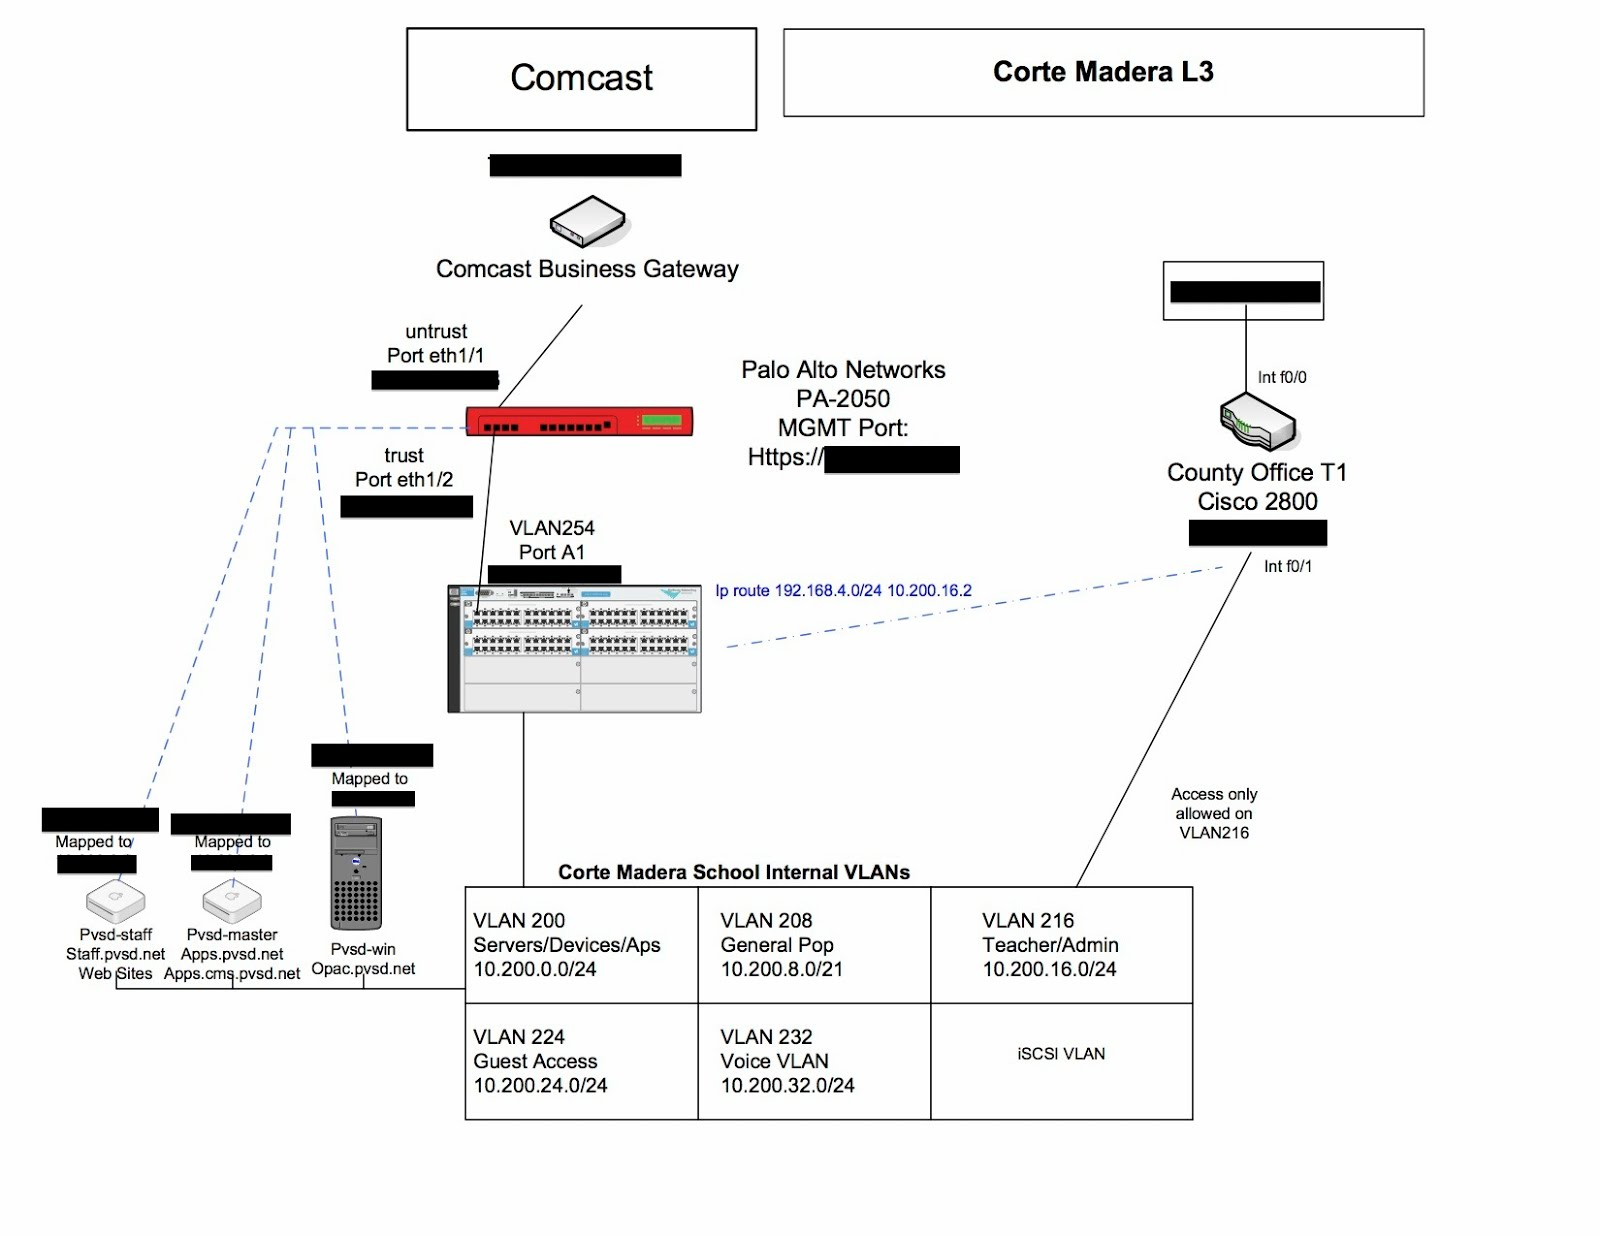 Comcast
Corte Madera L3
Comcast Business Gateway
untrust
Port eth1/1
Palo Alto Networks
PA-2050
MGMT Port:
Https://
trust
Port eth1/2
VLAN254
Port A1
Int f0/0
County Office T1
Cisco 2800
Int f0/1
Ip route 192.168.4.0/24 10.200.16.2
Access only
allowed on
VLAN216
Mapped to
Mapped to
Mapped to
Pvsd-staff
Staff.pvsd.net
Web Sites
Pvsd-master
Apps.pvsd.net
Apps.cms.pvsd.net
Pvsd-win
Opac.pvsd.net
Corte Madera School Internal VLANs
VLAN 200
Servers/Devices/Aps
10.200.0.0/24
VLAN 208
General Pop
10.200.8.0/21
VLAN 216
Teacher/Admin
10.200.16.0/24
VLAN 224
Guest Access
10.200.24.0/24
VLAN 232
Voice VLAN
10.200.32.0/24
iSCSI VLAN